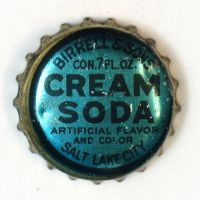 BIRRELL & SONS
CON. 7 FL. OZ.
CREAM
SODA
ARTIFICIAL FLAVOR
AND COLOR
SALT LAKE CITY